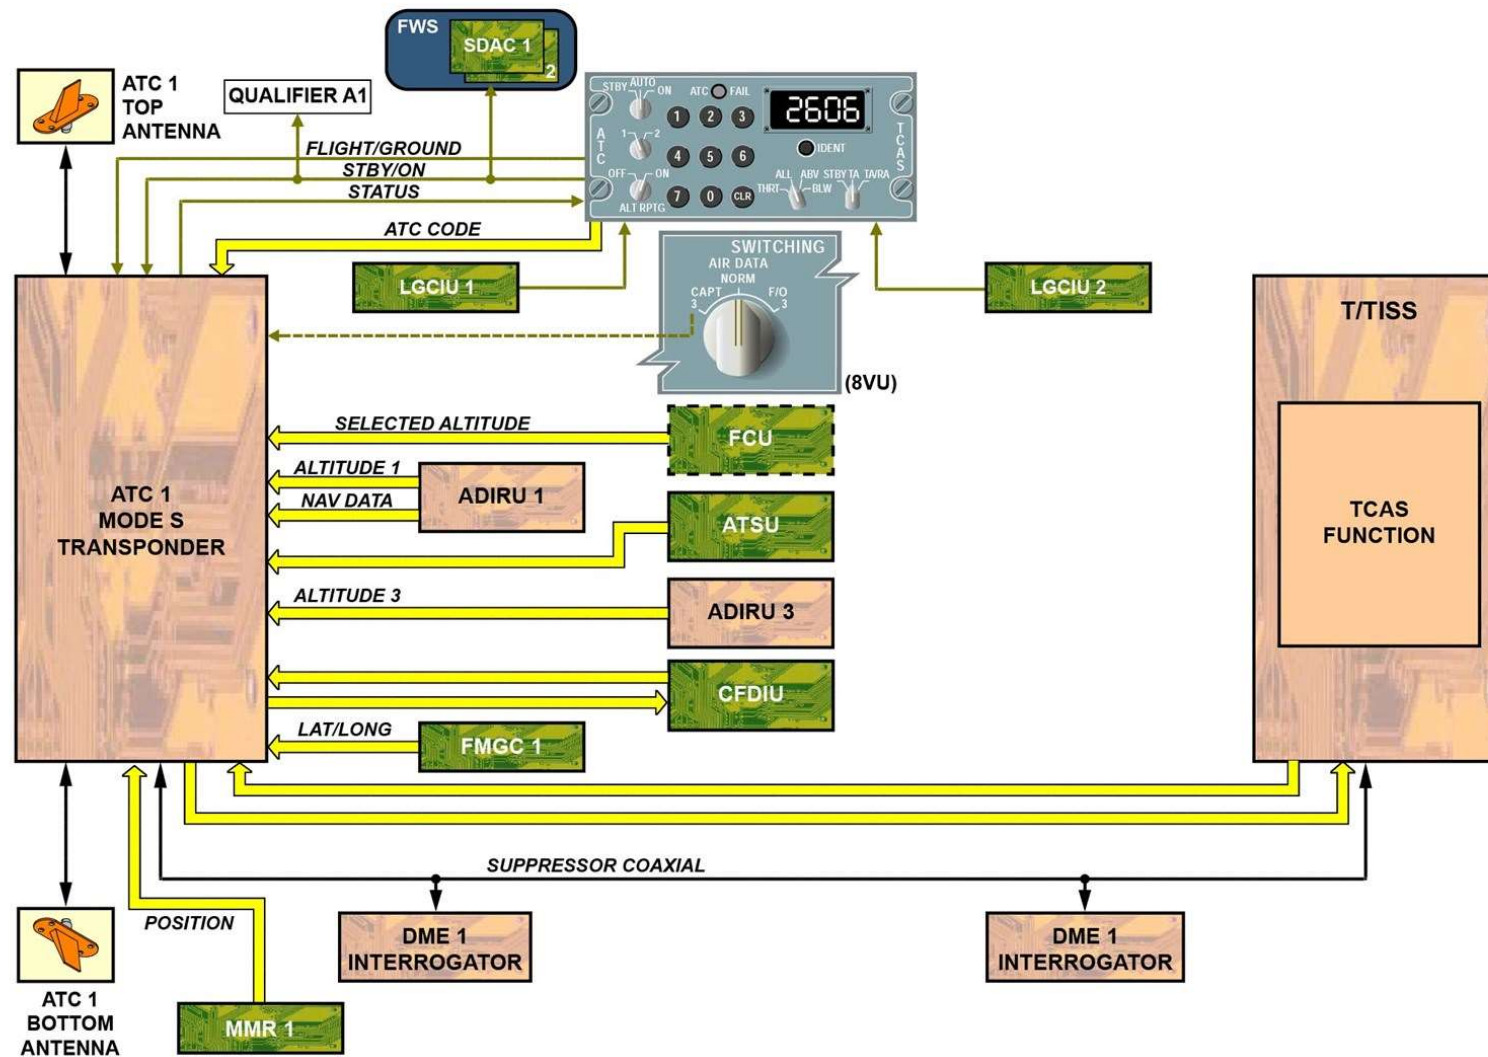 FWS
SDAC 1
2
ATC 1
TOP
ANTENNA
QUALIFIER A1
STBY AUTO ON
ATC FAIL
2606
1 2 3
ATC
TCAS
1 2
IDENT
4 5 6
OFF ON
ALL ABV STBY TA TA/RA
THRT BLW
7 0 CLR
ALT RPTG
FLIGHT/GROUND
STBY/ON
STATUS
ATC CODE
SWITCHING
AIR DATA
NORM
CAPT F/O
3 3
(8VU)
LGCIU 1
LGCIU 2
T/TISS
SELECTED ALTITUDE
FCU
ALTITUDE 1
NAV DATA
ADIRU 1
ATC 1
MODE S
TRANSPONDER
ATSU
TCAS
FUNCTION
ALTITUDE 3
ADIRU 3
CFDIU
LAT/LONG
FMGC 1
SUPPRESSOR COAXIAL
POSITION
DME 1
INTERROGATOR
DME 1
INTERROGATOR
ATC 1
BOTTOM
ANTENNA
MMR 1